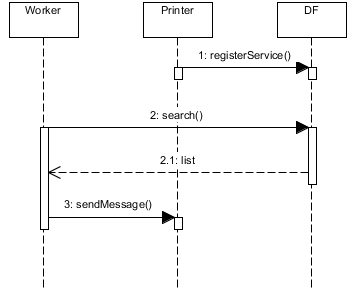 Worker
Printer
DF
1: registerService()
2: search()
2.1: list
3: sendMessage()